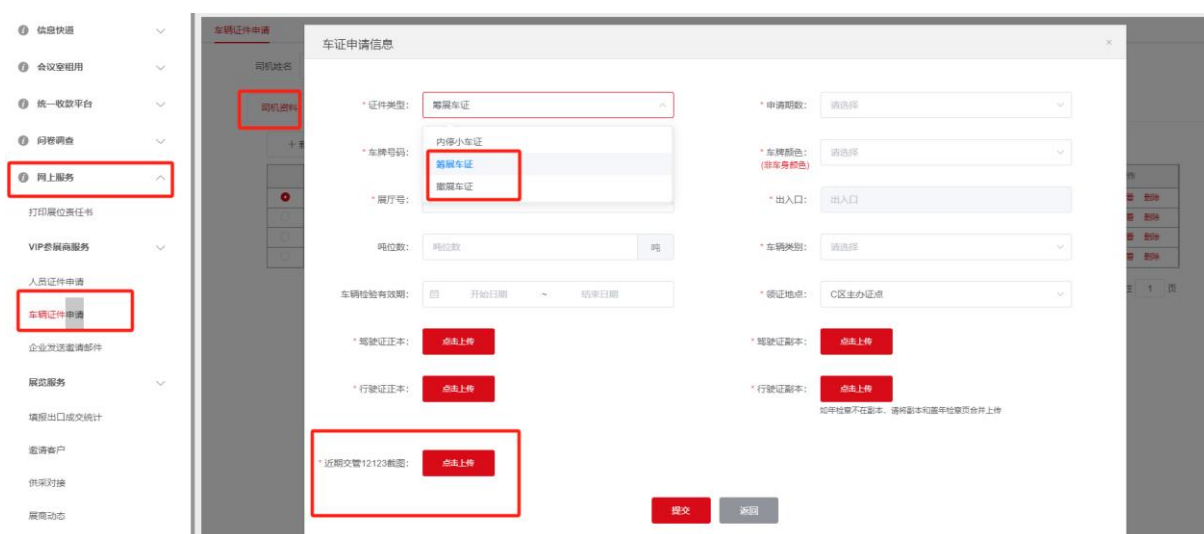 信息快道
会议室租用
统一收款平台
问卷调查
网上服务
打印展位责任书
VIP参展商服务
人员证件申请
车辆证件申请
企业发送邀请邮件
展览服务
填报出口成交统计
邀请客户
供采对接
展商动态
车辆证件申请
司机姓名
司机资料
车证申请信息
×
* 证件类型： 筹展车证
* 申请期数： 请选择
内停小车证
筹展车证
撤展车证
* 车牌号码：
* 车牌颜色： 请选择
(非车身颜色)
* 展厅号：
* 出入口： 出入口
吨位数： 吨位数 吨
* 车辆类别： 请选择
车辆检验有效期： 开始日期 ~ 结束日期
* 领证地点： C区主办证点
* 驾驶证正本： 点击上传
* 驾驶证副本： 点击上传
* 行驶证正本： 点击上传
* 行驶证副本： 点击上传
如年检章不在副本，请将副本和盖年检章页合并上传
* 近期交管12123截图： 点击上传
提交 返回
删除
删除
删除
删除
1 页